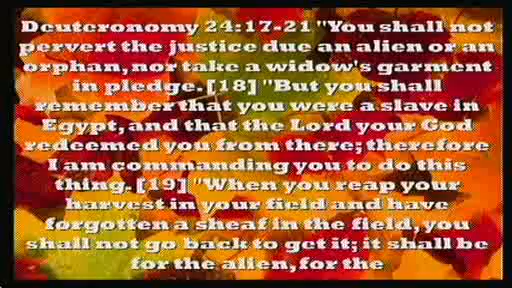 Deuteronomy 24:17-21 "You shall not
pervert the justice due an alien or an
orphan, nor take a widow's garment
in pledge. [18] "But you shall
remember that you were a slave in
Egypt, and that the Lord your God
redeemed you from there; therefore
I am commanding you to do this
thing. [19] "When you reap your
harvest in your field and have
forgotten a sheaf in the field, you
shall not go back to get it; it shall be
for the alien, for the